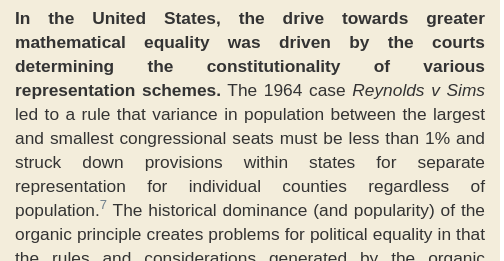 In the United States, the drive towards greater
mathematical equality was driven by the courts
determining the constitutionality of various
representation schemes. The 1964 case Reynolds v Sims
led to a rule that variance in population between the largest
and smallest congressional seats must be less than 1% and
struck down provisions within states for separate
representation for individual counties regardless of
population.7 The historical dominance (and popularity) of the
organic principle creates problems for political equality in that
the rules and considerations generated by the organic